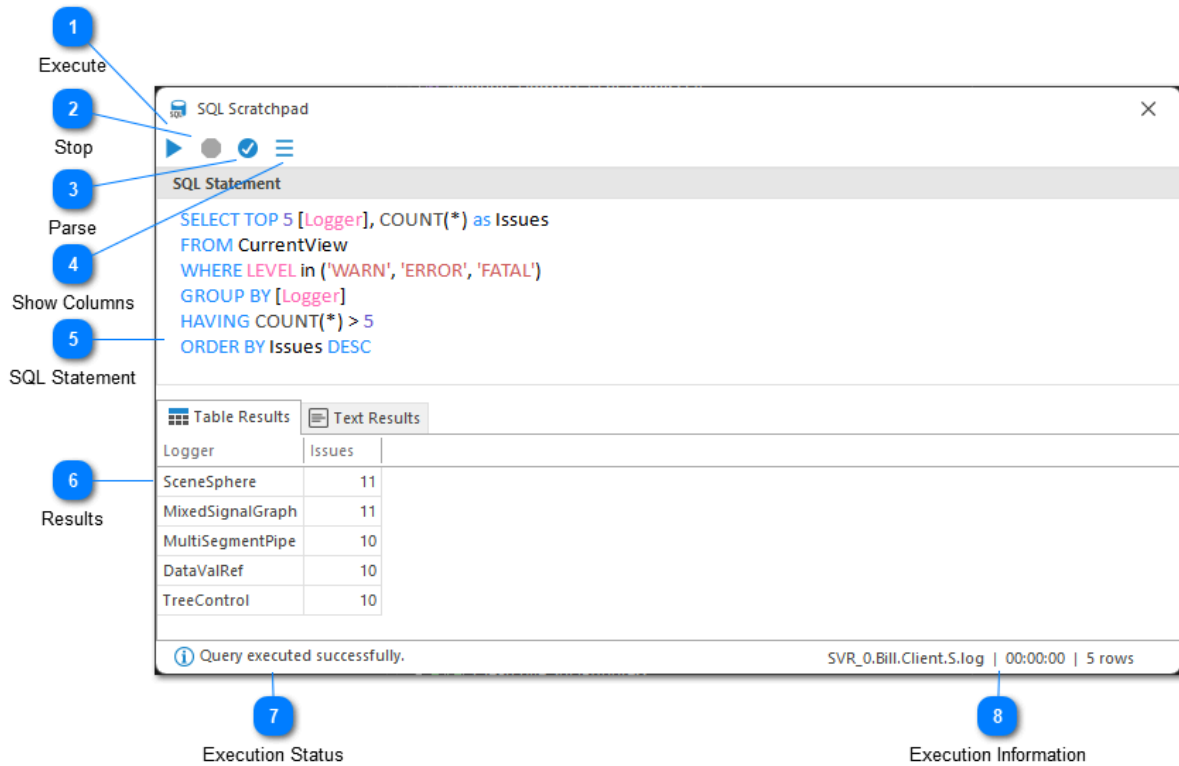 1
Execute
2
Stop
3
Parse
4
Show Columns
5
SQL Statement
6
Results
SQL Scratchpad
SQL Statement
SELECT TOP 5 [Logger], COUNT(*) as Issues
FROM CurrentView
WHERE LEVEL in ('WARN', 'ERROR', 'FATAL')
GROUP BY [Logger]
HAVING COUNT(*) > 5
ORDER BY Issues DESC
Table Results Text Results
Logger Issues
SceneSphere 11
MixedSignalGraph 11
MultiSegmentPipe 10
DataValRef 10
TreeControl 10
Query executed successfully. SVR_0.Bill.Client.S.log | 00:00:00 | 5 rows
7
Execution Status
8
Execution Information